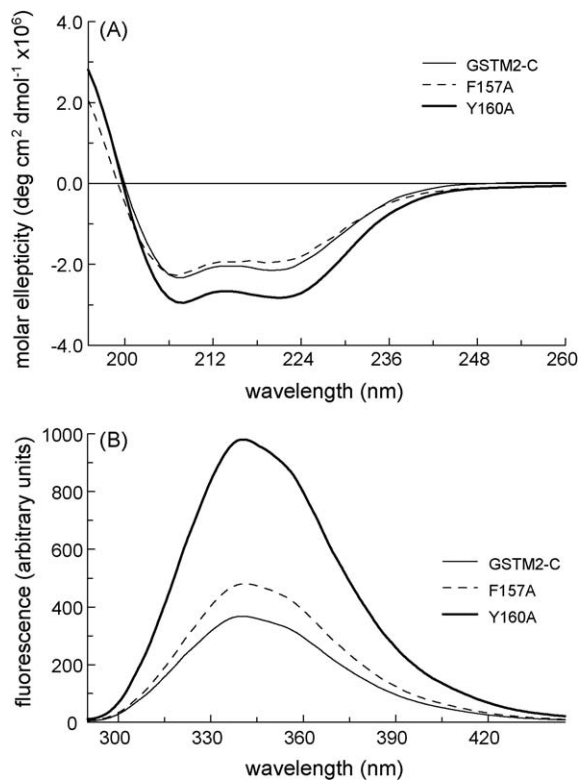 (A)
molar ellepticity (deg cm² dmol⁻¹ x10⁶)
4.0
2.0
0.0
-2.0
-4.0
GSTM2-C
F157A
Y160A
200
212
224
236
248
260
wavelength (nm)
(B)
fluorescence (arbitrary units)
1000
800
600
400
200
0
GSTM2-C
F157A
Y160A
300
330
360
390
420
wavelength (nm)